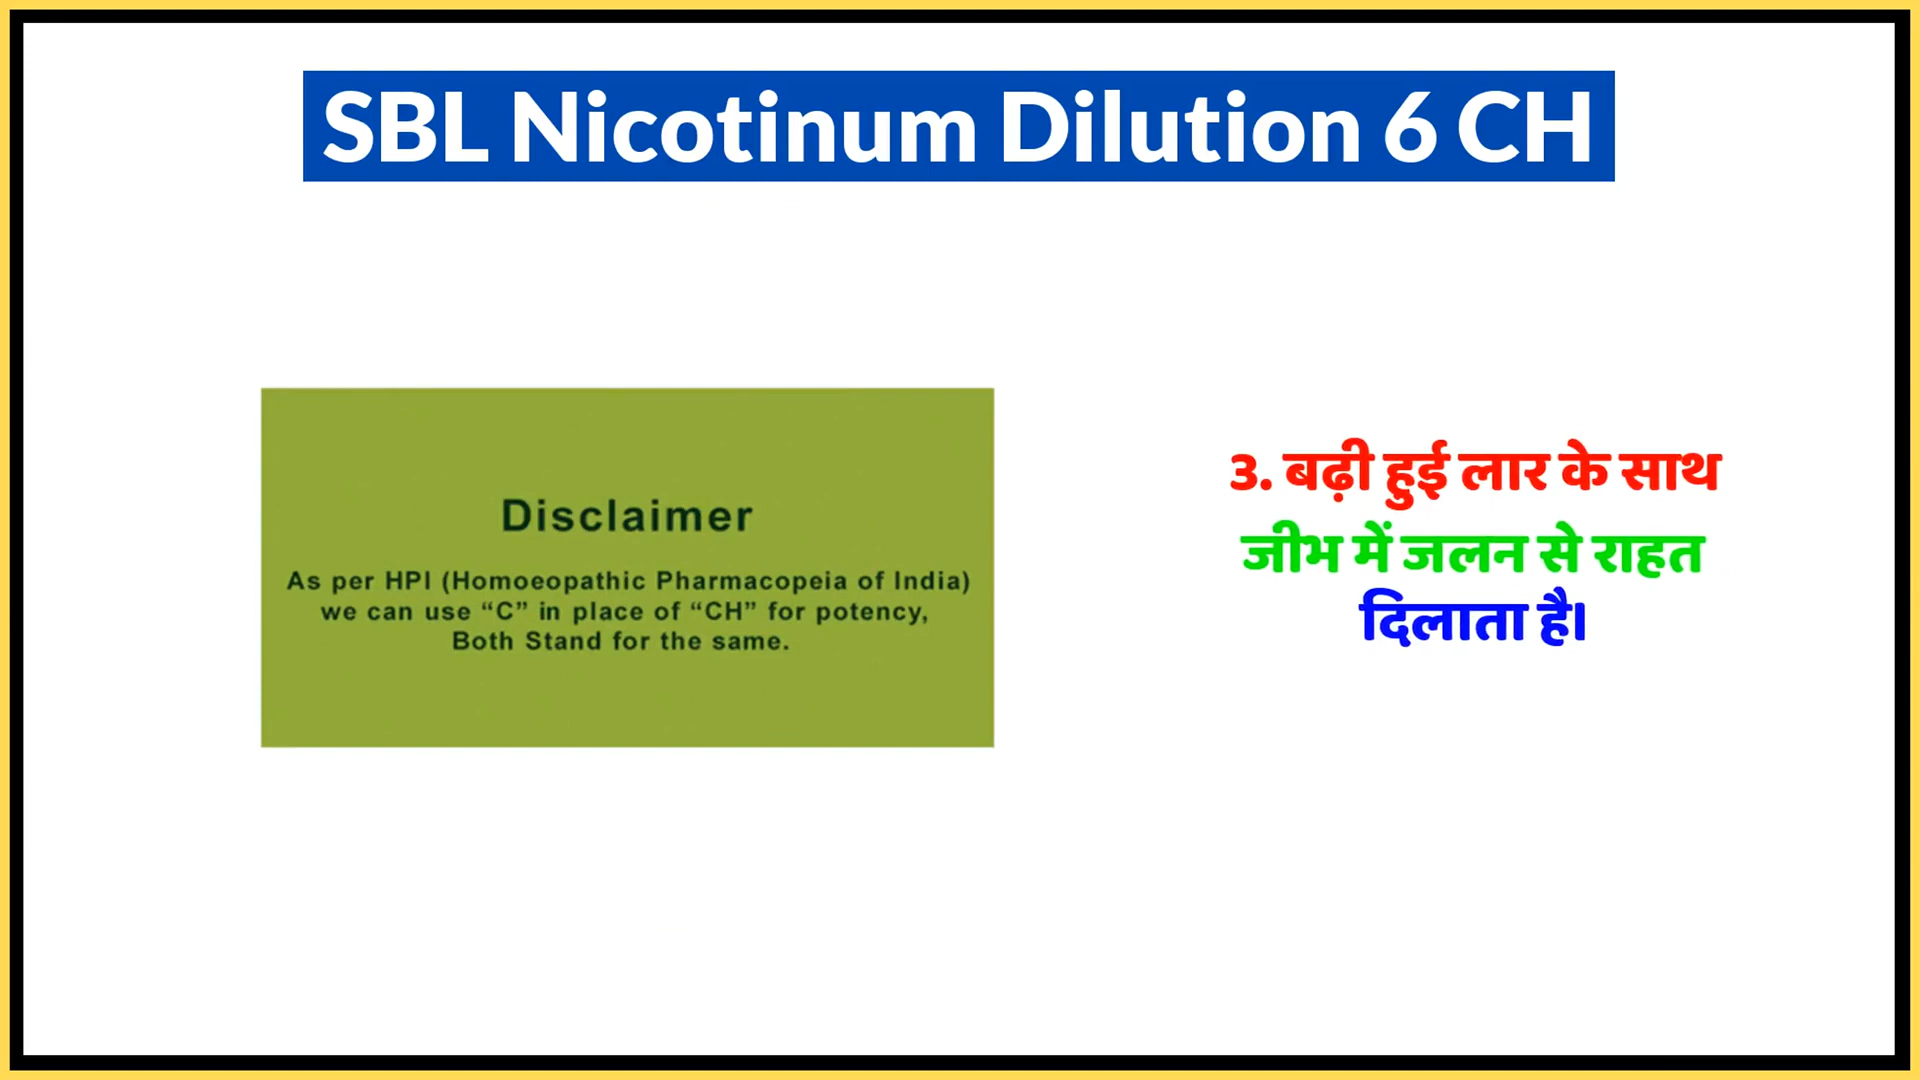 SBL Nicotinum Dilution 6 CH
Disclaimer
As per HPI (Homoeopathic Pharmacopeia of India)
we can use “C” in place of “CH” for potency,
Both Stand for the same.
3. बढ़ी हुई लार के साथ
जीभ में जलन से राहत
दिलाता है।